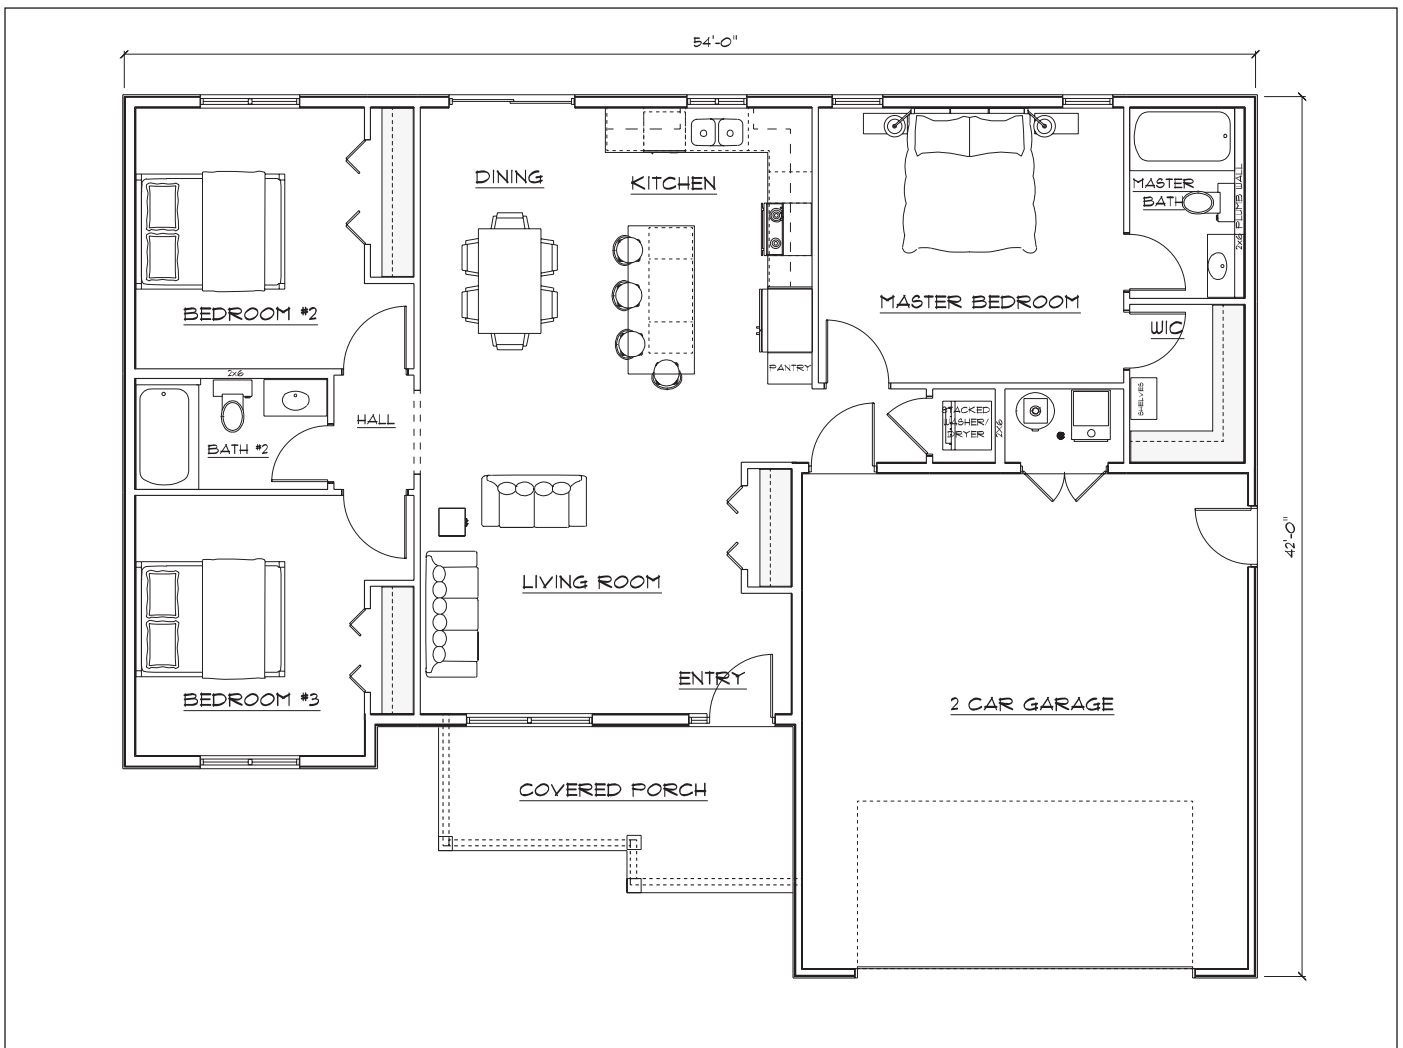 54'-0"
DINING
KITCHEN
MASTER
BATH
2x6 PLUMB WALL
BEDROOM #2
MASTER BEDROOM
WIC
2x6
PANTRY
SHELVES
HALL
STACKED
WASHER/
DRYER
2X6
BATH #2
42'-0"
LIVING ROOM
ENTRY
BEDROOM #3
2 CAR GARAGE
COVERED PORCH